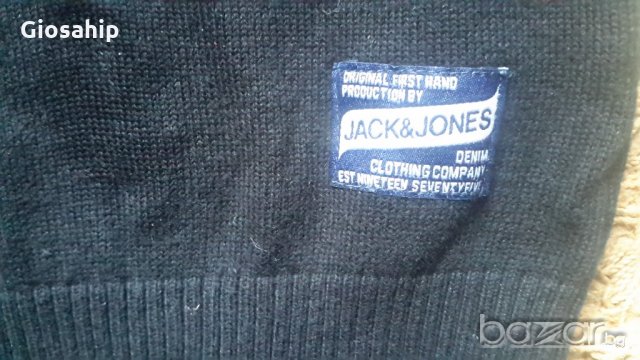 Giosahip
ORIGINAL FIRST HAND
PRODUCTION BY
JACK&JONES
DENIM
CLOTHING COMPANY
EST NINETEEN SEVENTYFIVE
bazar.bg